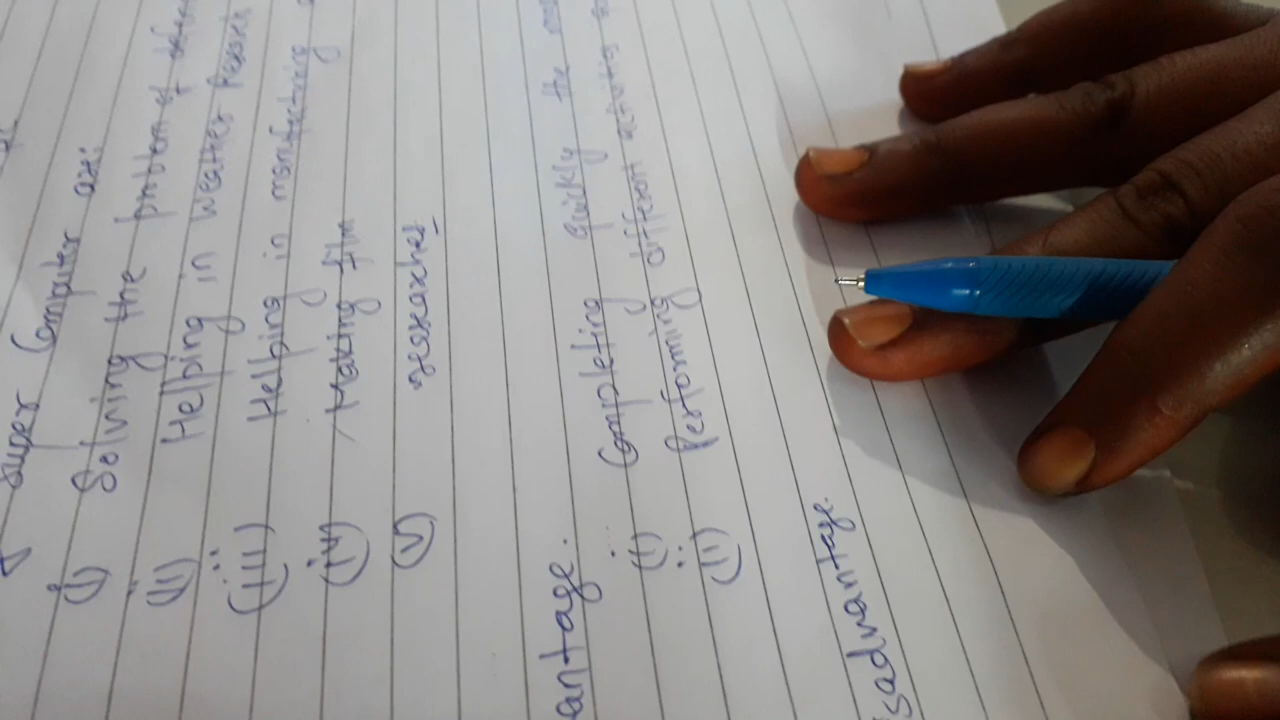 super Computer are:
(i) Solving the problem of
(ii) Helping in Weather
(iii) Helping in manufacturing
(iv) Making film
(v) researches
antage.
(i) Completing quickly the
(ii) Performing different activities
sadvantage.